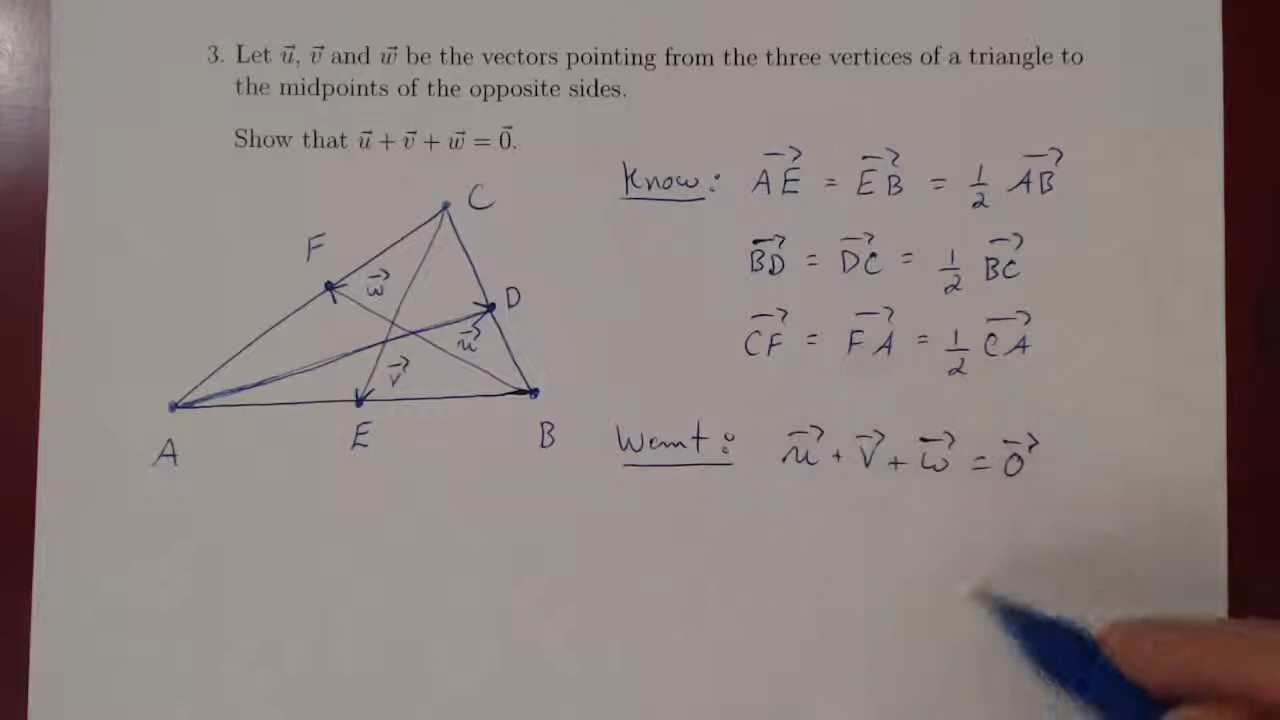 3. Let u⃗, v⃗ and w⃗ be the vectors pointing from the three vertices of a triangle to
the midpoints of the opposite sides.
Show that u⃗ + v⃗ + w⃗ = 0⃗.
Know: AE⃗ = EB⃗ = 1/2 AB⃗
BD⃗ = DC⃗ = 1/2 BC⃗
CF⃗ = FA⃗ = 1/2 CA⃗
Want: u⃗ + v⃗ + w⃗ = 0⃗
C
F
w⃗
D
u⃗
v⃗
A
E
B